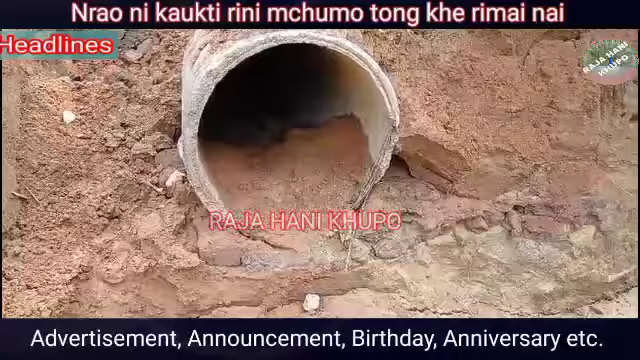 Nrao ni kaukti rini mchumo tong khe rimai nai
Headlines
RAJA HANI
KHUPO
RAJA HANI KHUPO
Advertisement, Announcement, Birthday, Anniversary etc.